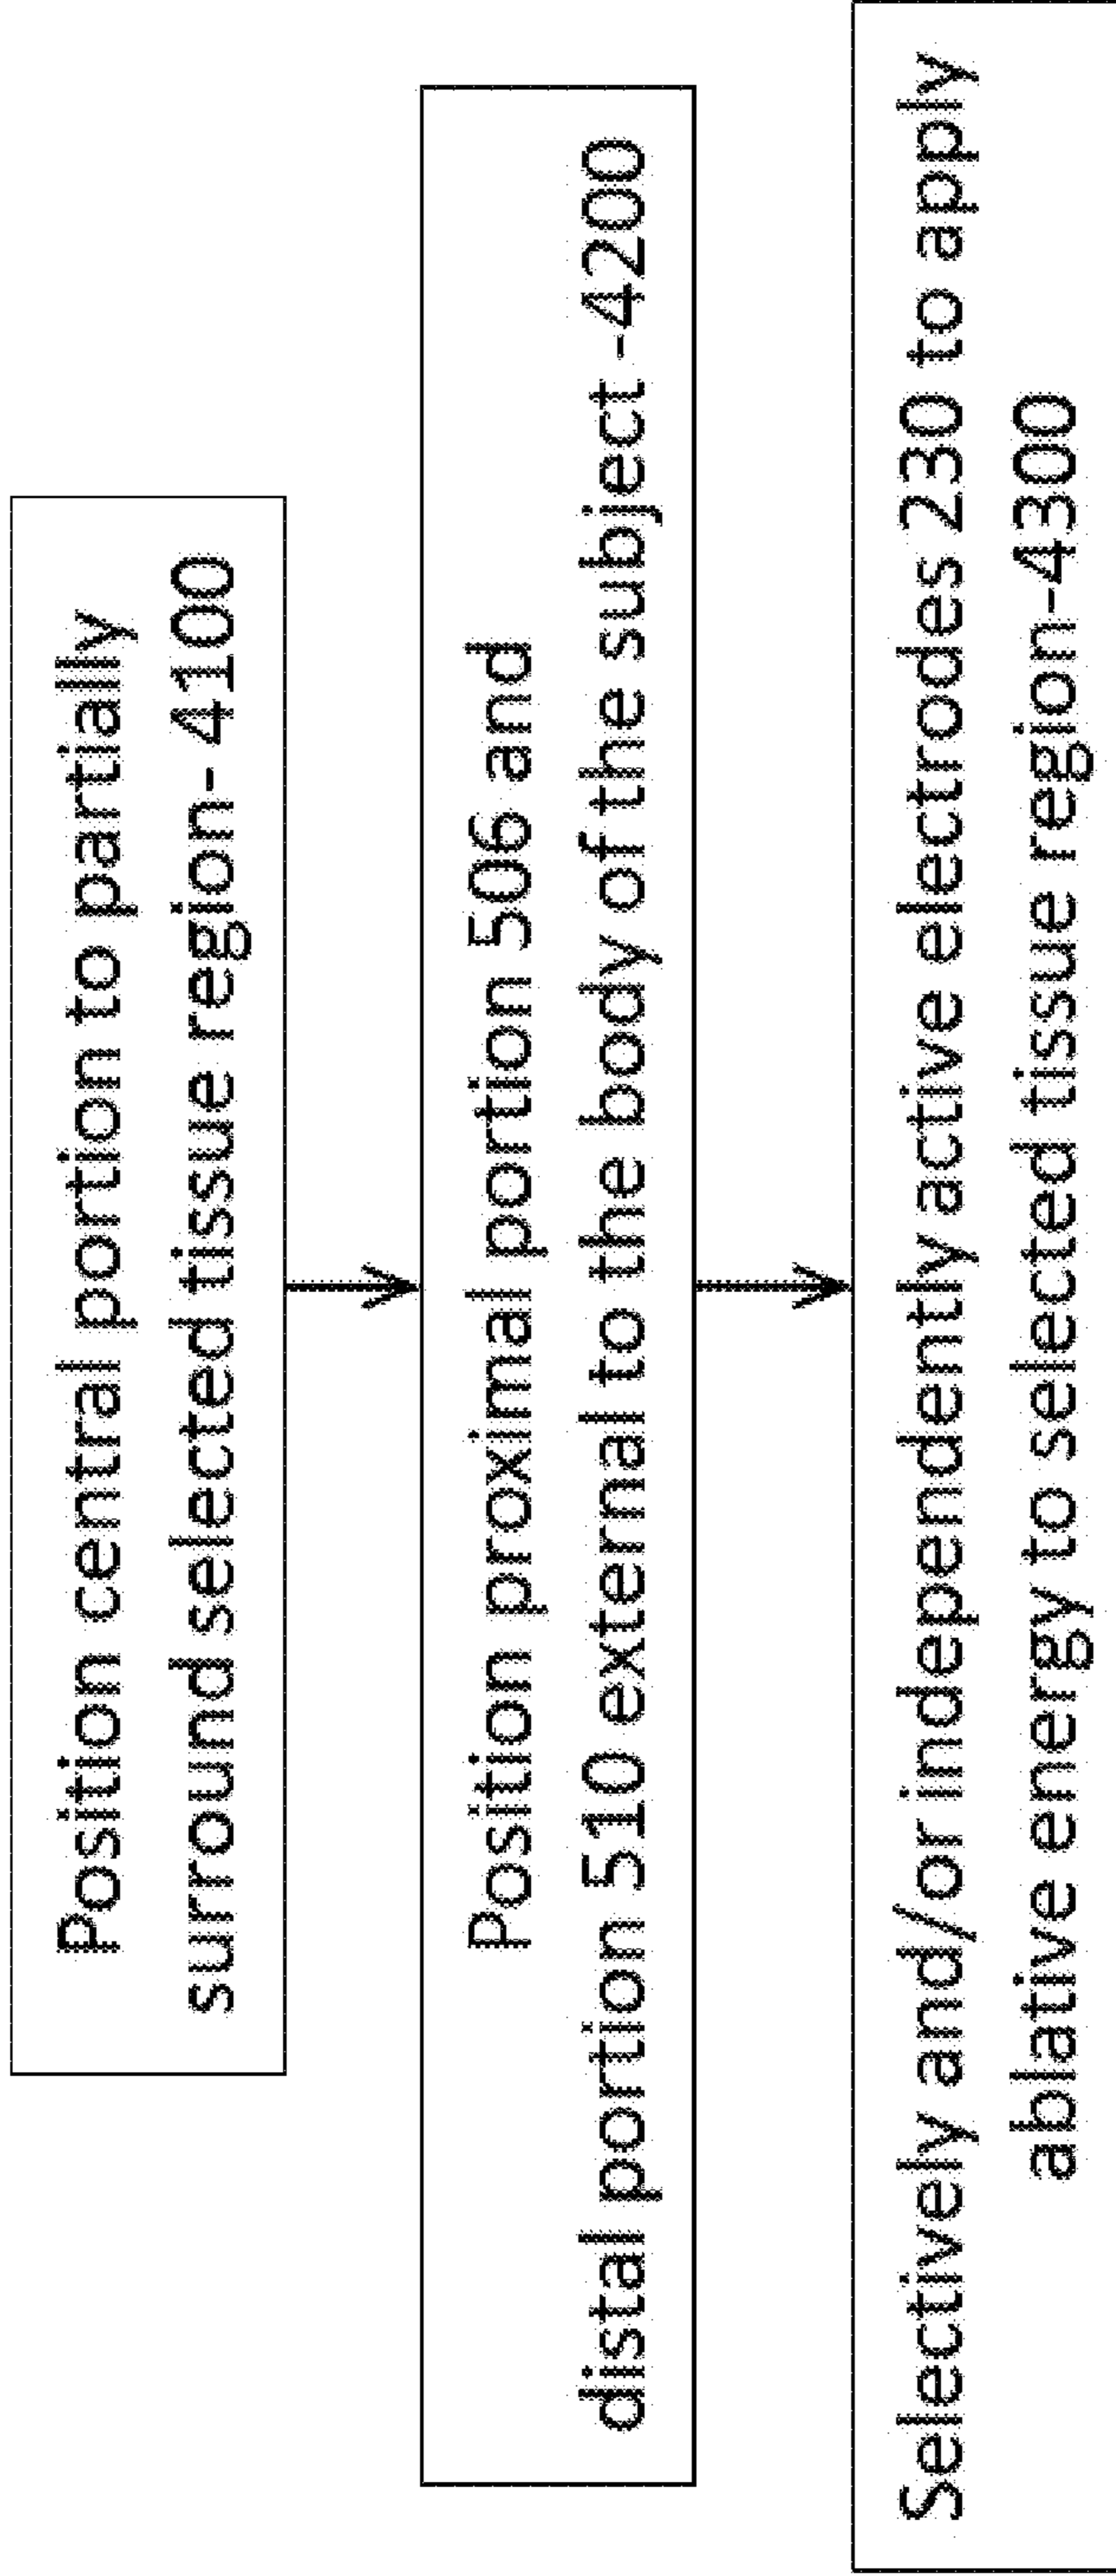 Position central portion to partially
surround selected tissue region- 4100
Position proximal portion 506 and
distal portion 510 external to the body of the subject -4200
Selectively and/or independently active electrodes 230 to apply
ablative energy to selected tissue region-4300